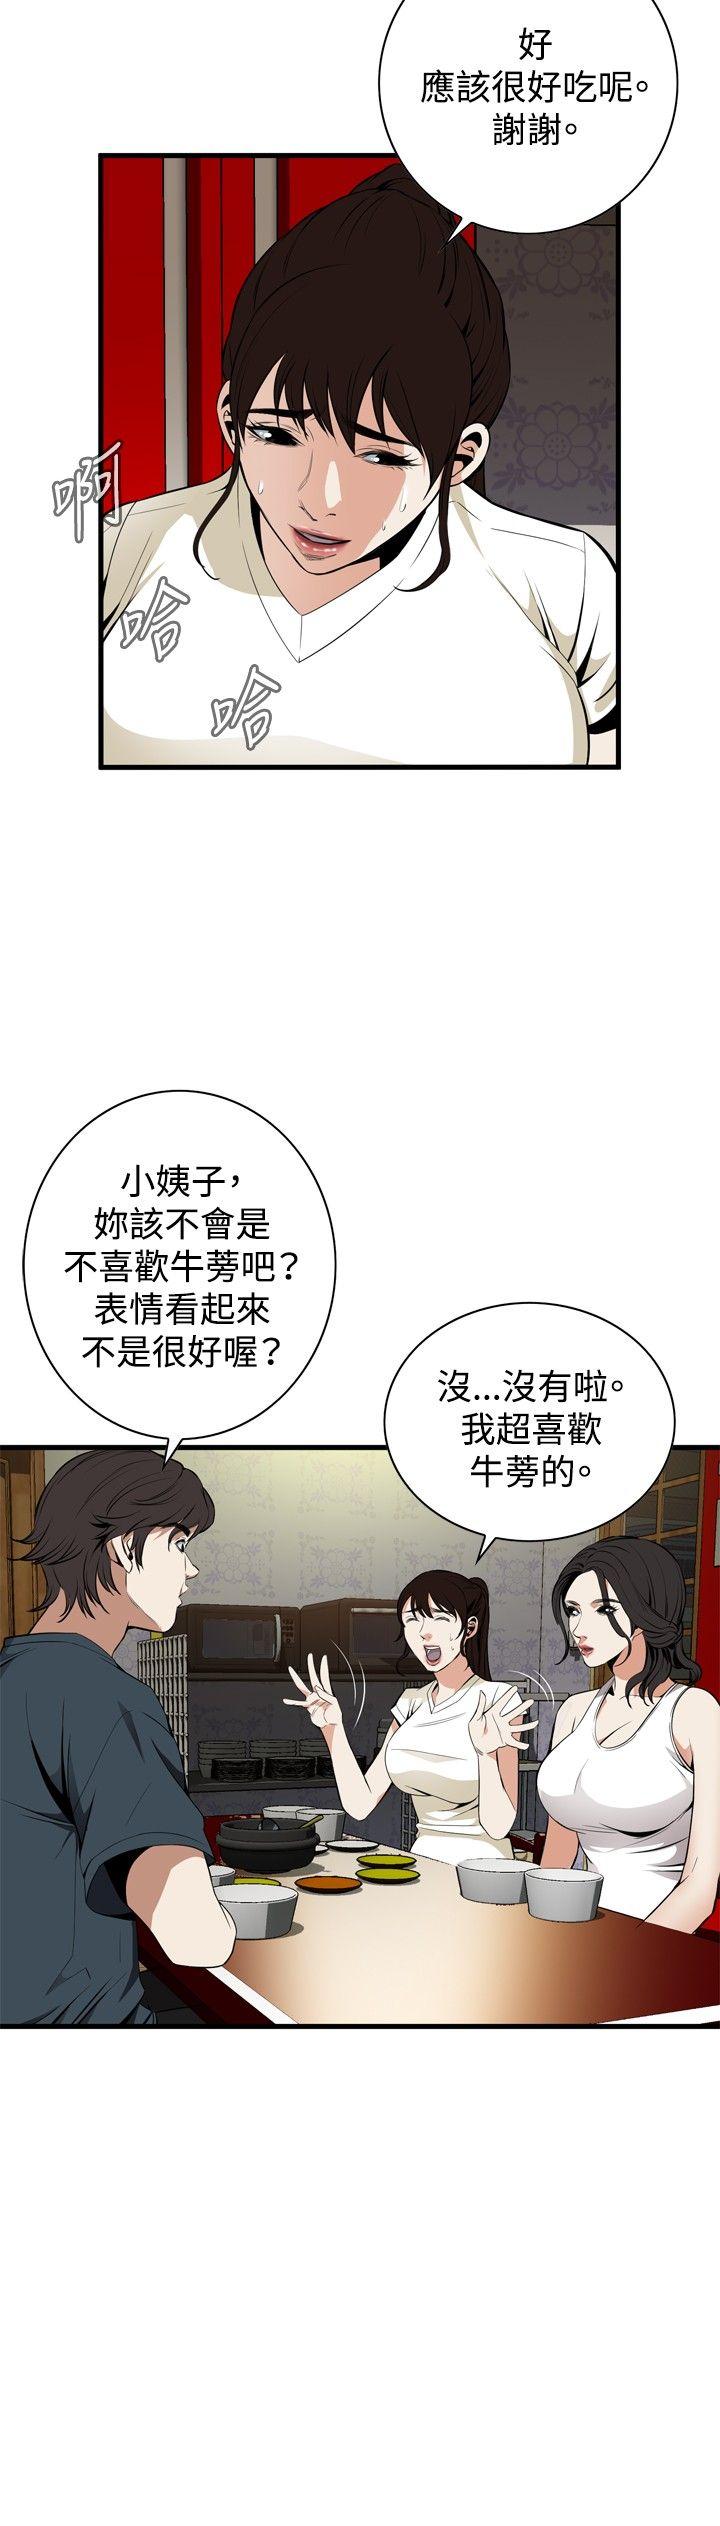 好
應該很好吃呢。
謝謝。
啊
哈
哈
小姨子，
妳該不會是
不喜歡牛蒡吧？
表情看起來
不是很好喔？
沒…沒有啦。
我超喜歡
牛蒡的。